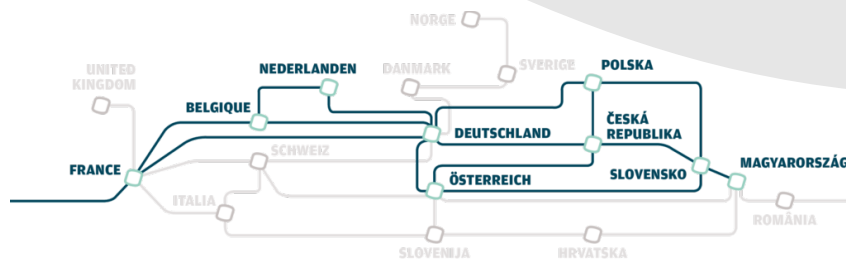 NORGE
UNITED
KINGDOM
NEDERLANDEN
DANMARK
SVERIGE
POLSKA
BELGIQUE
DEUTSCHLAND
ČESKÁ
REPUBLIKA
FRANCE
SCHWEIZ
ÖSTERREICH
SLOVENSKO
MAGYARORSZÁG
ITALIA
ROMÂNIA
SLOVENIJA
HRVATSKA